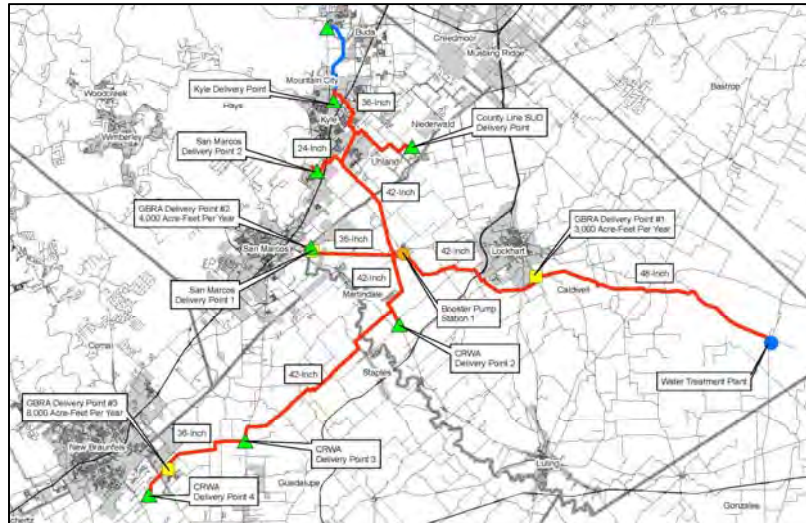 Buda
Creedmoor
Mustang Ridge
Mountain City
Bastrop
Woodcreek
Kyle Delivery Point
Hays
36-Inch
Kyle
Niederwald
County Line SUD
Delivery Point
Wimberley
San Marcos
Delivery Point 2
24-Inch
Uhland
42-Inch
GBRA Delivery Point #2
4,000 Acre-Feet Per Year
GBRA Delivery Point #1
3,000 Acre-Feet Per Year
36-Inch
San Marcos
42-Inch
Lockhart
48-Inch
San Marcos
Delivery Point 1
42-Inch
Martindale
Caldwell
Booster Pump
Station 1
Comal
CRWA
Delivery Point 2
Water Treatment Plant
42-Inch
Staples
GBRA Delivery Point #3
8,000 Acre-Feet Per Year
36-Inch
New Braunfels
CRWA
Delivery Point 3
Luling
Guadalupe
CRWA
Delivery Point 4
Gonzales